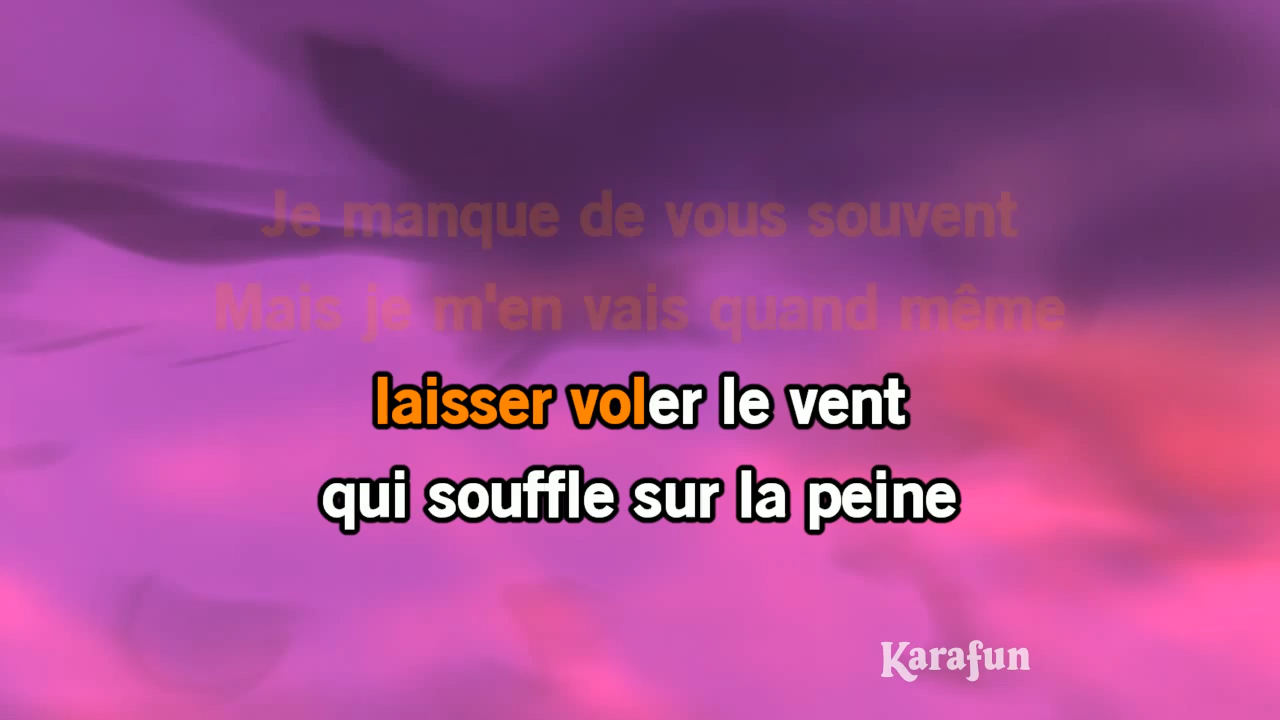 Je manque de vous souvent
Mais je m'en vais quand même
laisser voler le vent
qui souffle sur la peine
Karafun